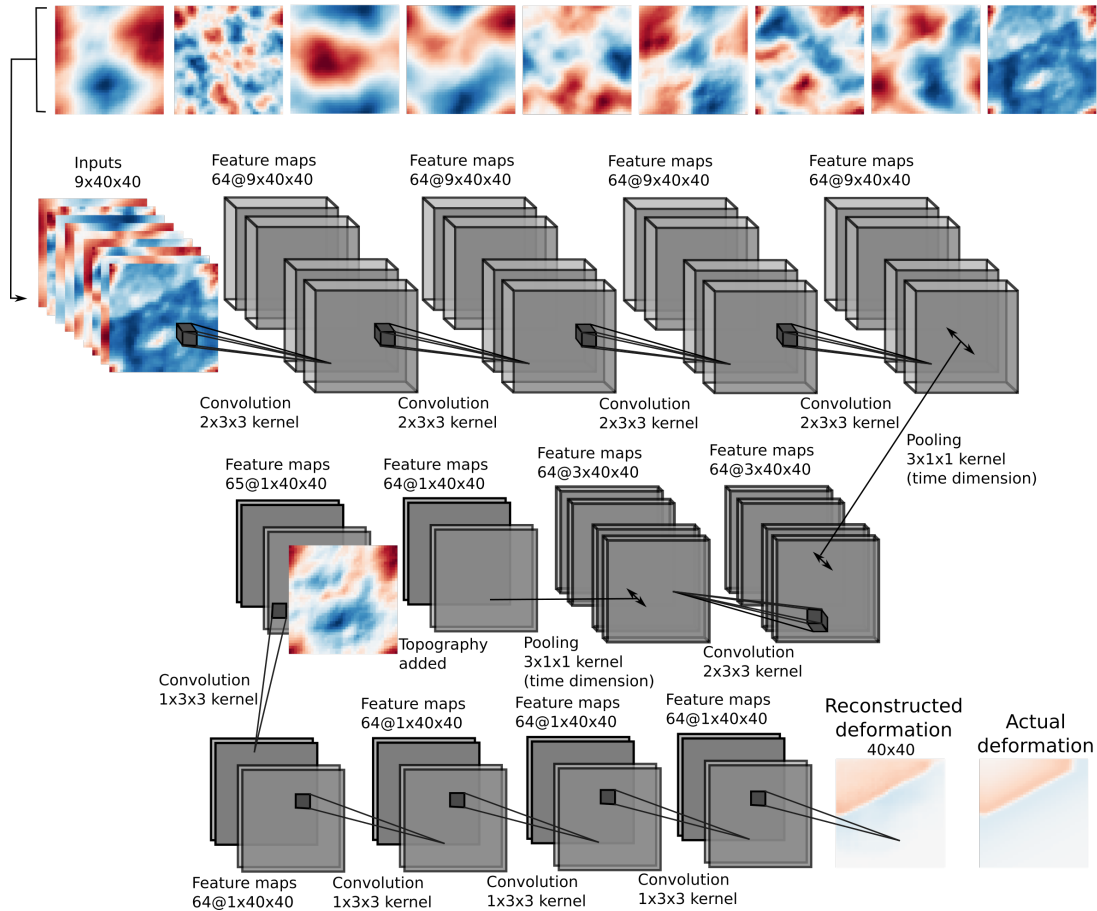 Inputs
9x40x40
Feature maps
64@9x40x40
Feature maps
64@9x40x40
Feature maps
64@9x40x40
Feature maps
64@9x40x40
Convolution
2x3x3 kernel
Convolution
2x3x3 kernel
Convolution
2x3x3 kernel
Convolution
2x3x3 kernel
Pooling
3x1x1 kernel
(time dimension)
Feature maps
65@1x40x40
Feature maps
64@1x40x40
Feature maps
64@3x40x40
Feature maps
64@3x40x40
Topography
added
Pooling
3x1x1 kernel
(time dimension)
Convolution
2x3x3 kernel
Convolution
1x3x3 kernel
Feature maps
64@1x40x40
Feature maps
64@1x40x40
Feature maps
64@1x40x40
Reconstructed
deformation
40x40
Actual
deformation
Feature maps
64@1x40x40
Convolution
1x3x3 kernel
Convolution
1x3x3 kernel
Convolution
1x3x3 kernel